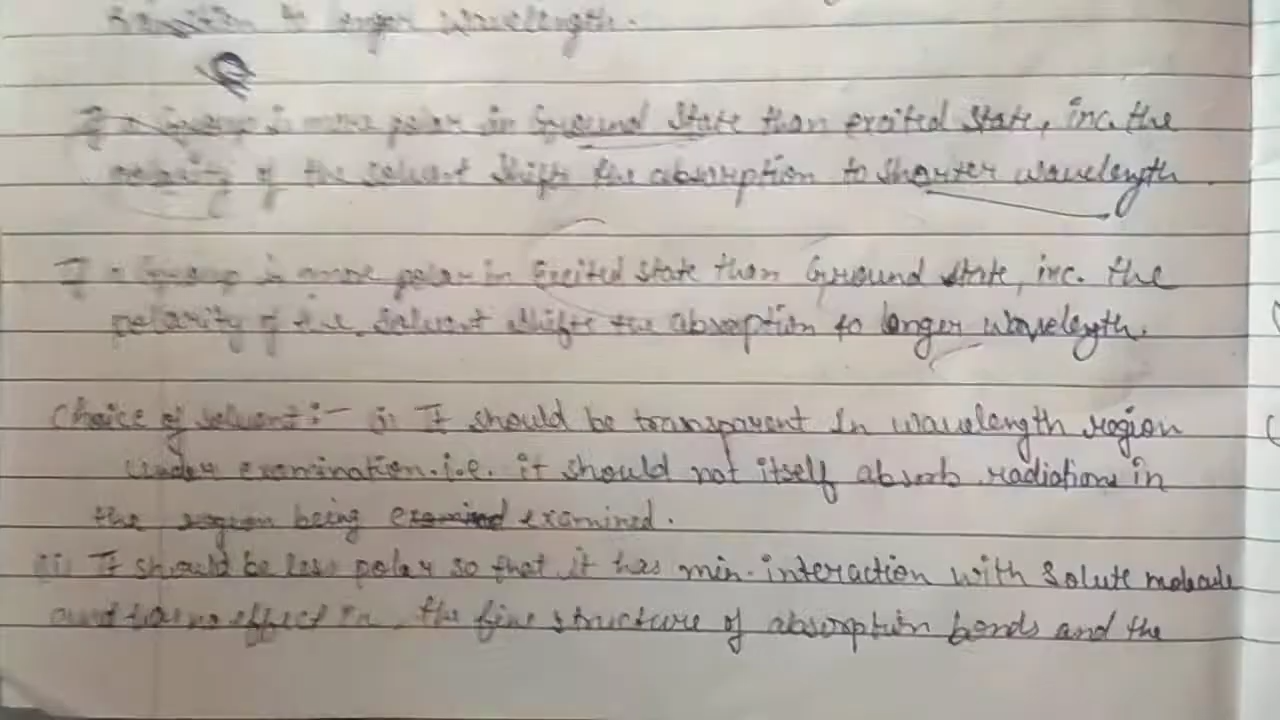 longer wavelength.
If a Group is more polar in Ground State than excited state, inc. the
polarity of the solvent shifts the absorption to shorter wavelength.
If a Group is more polar in Excited state than Ground state, inc. the
polarity of the solvent shifts the absorption to longer wavelength.
Choice of solvent :- (i) It should be transparent In wavelength region
under examination. i.e. it should not itself absorb radiations in
the region being examined.
(ii) It should be less polar so that it has min. interaction with solute molecule
and has no effect the fine structure of absorption bonds and the